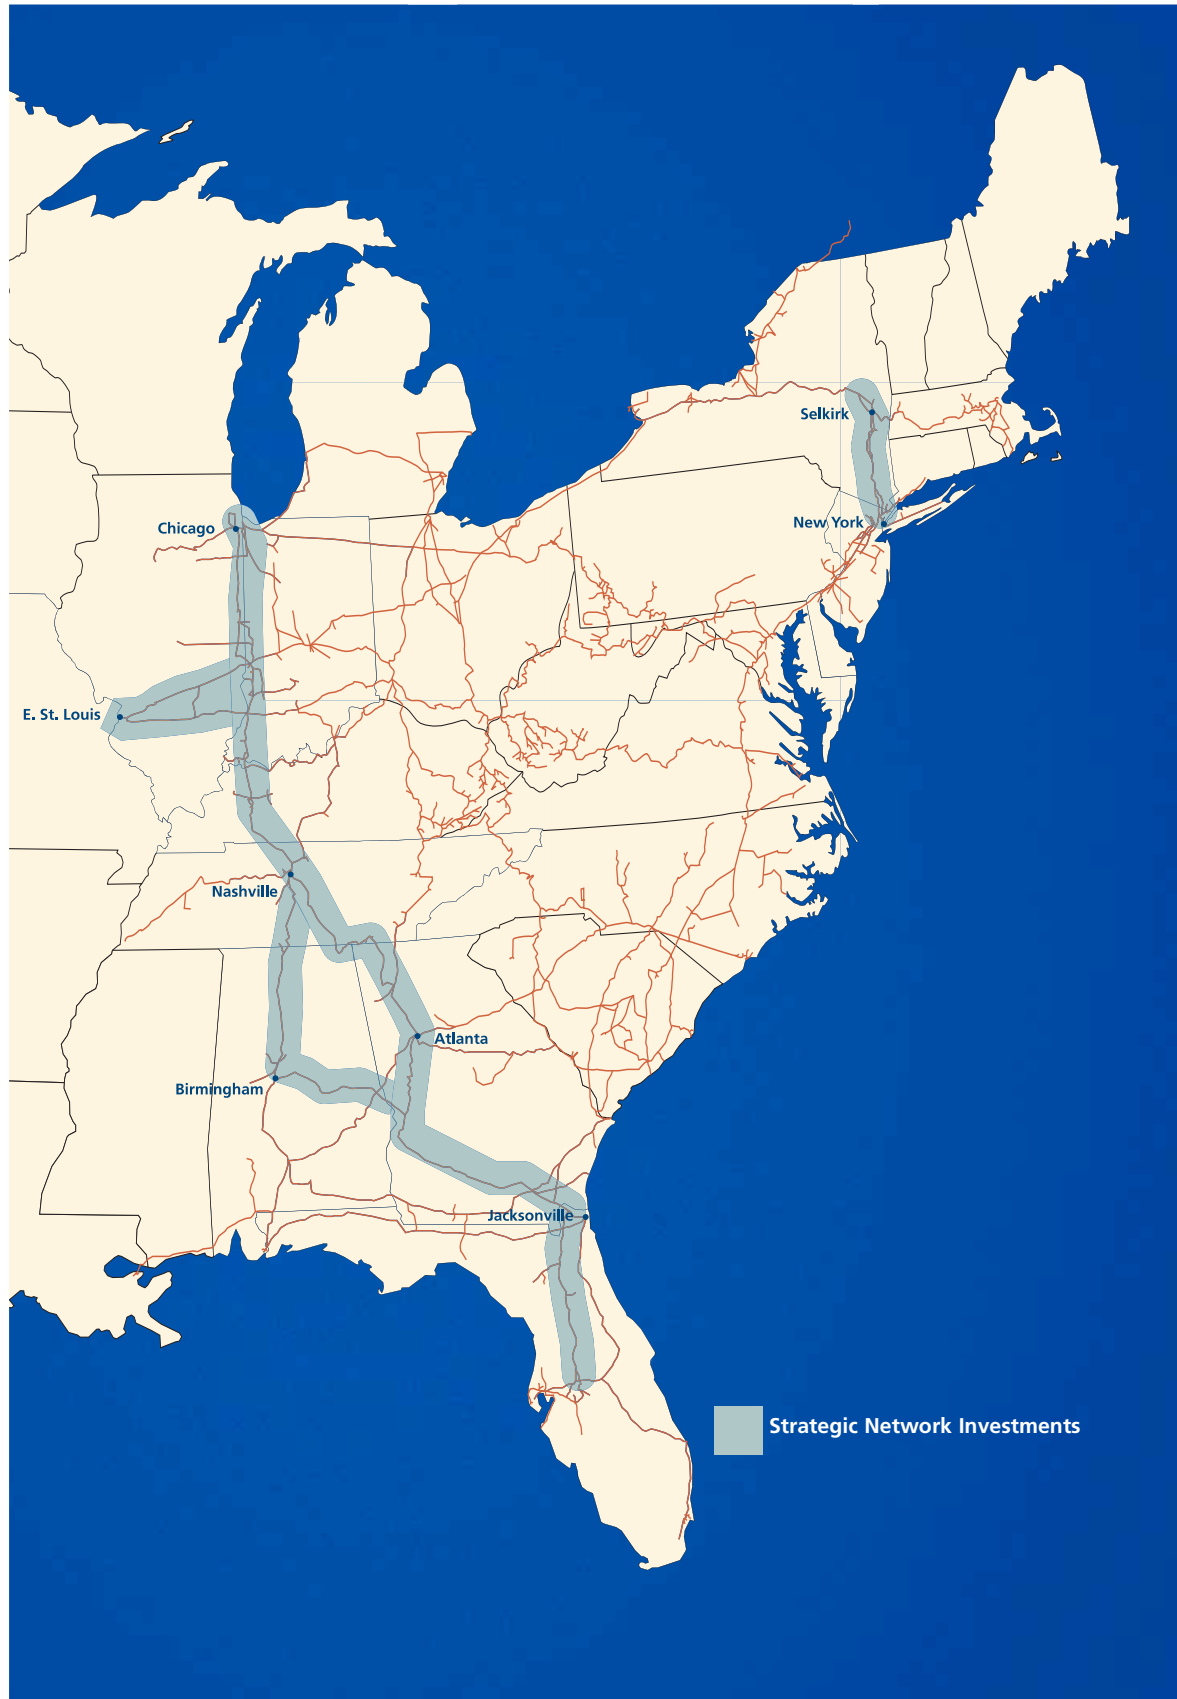 Selkirk
New York
Chicago
E. St. Louis
Nashville
Atlanta
Birmingham
Jacksonville
Strategic Network Investments